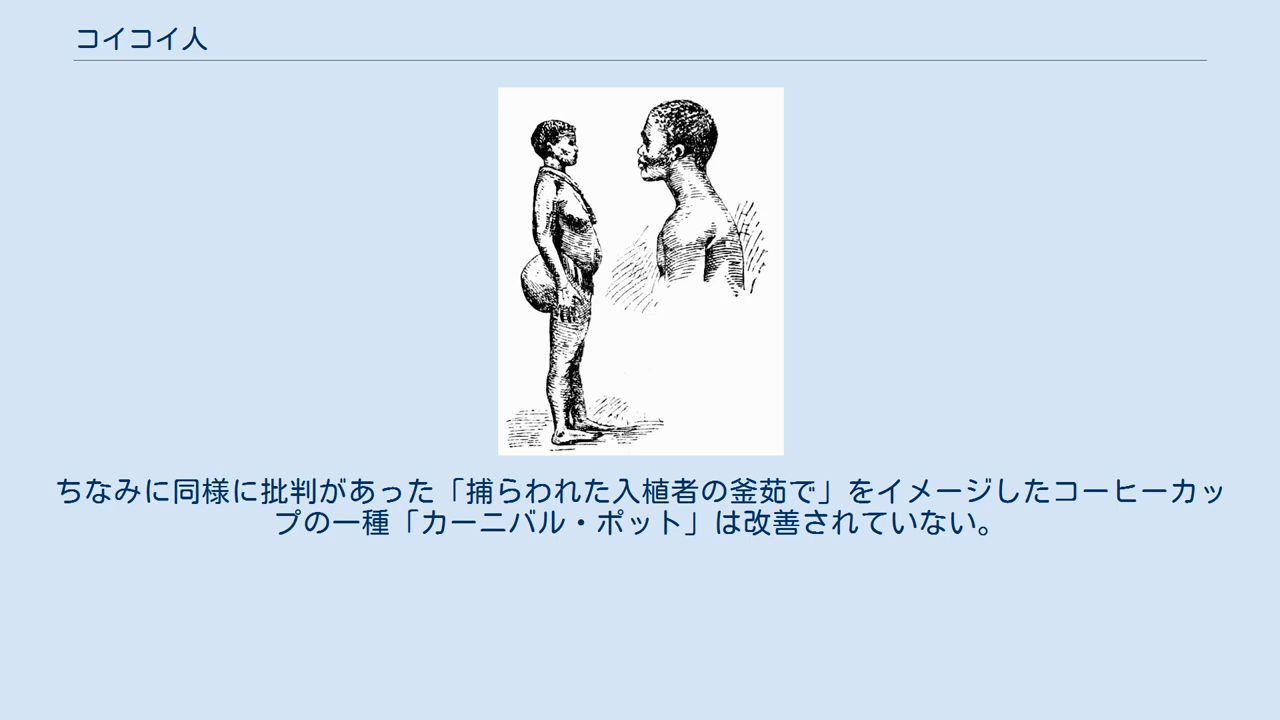 コイコイ人
ちなみに同様に批判があった「捕らわれた入植者の釜茹で」をイメージしたコーヒーカッ
プの一種「カーニバル・ポット」は改善されていない。